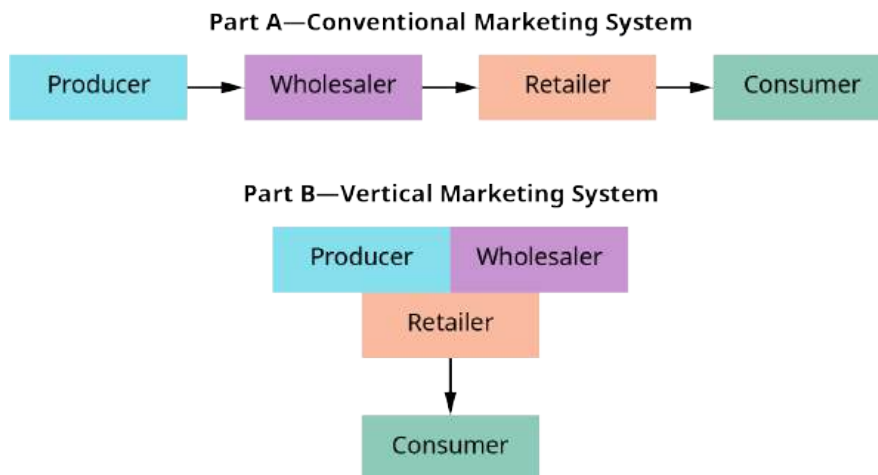 Part A—Conventional Marketing System
Producer
Wholesaler
Retailer
Consumer
Part B—Vertical Marketing System
Producer
Wholesaler
Retailer
Consumer